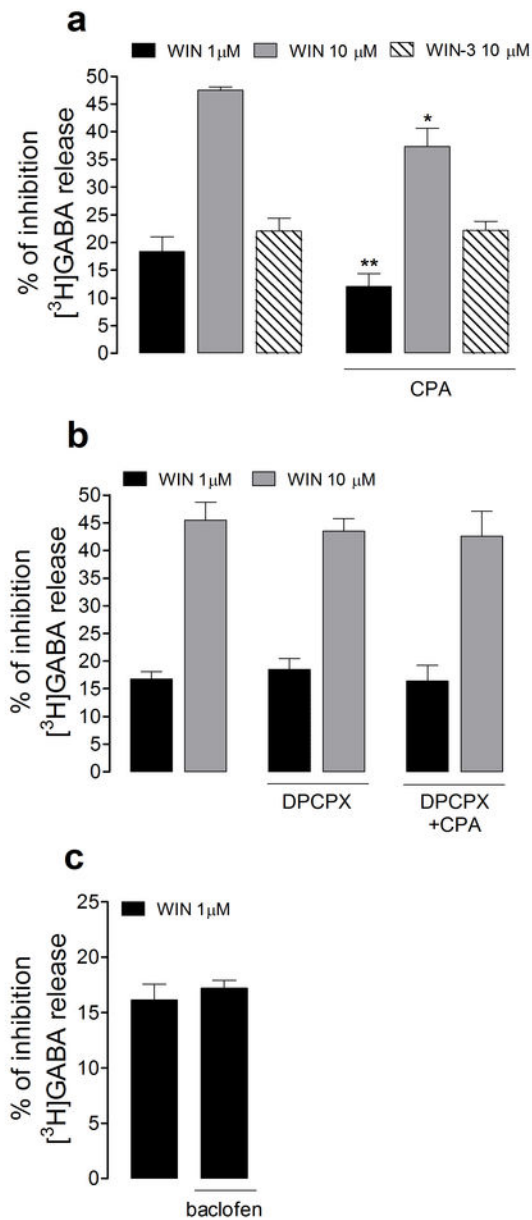 a
WIN 1μM WIN 10 μM WIN-3 10 μM
% of inhibition
[³H]GABA release
50
45
40
35
30
25
20
15
10
5
0
**
*
CPA
b
WIN 1μM WIN 10 μM
% of inhibition
[³H]GABA release
50
45
40
35
30
25
20
15
10
5
0
DPCPX
DPCPX
+CPA
c
WIN 1μM
% of inhibition
[³H]GABA release
25
20
15
10
5
0
baclofen